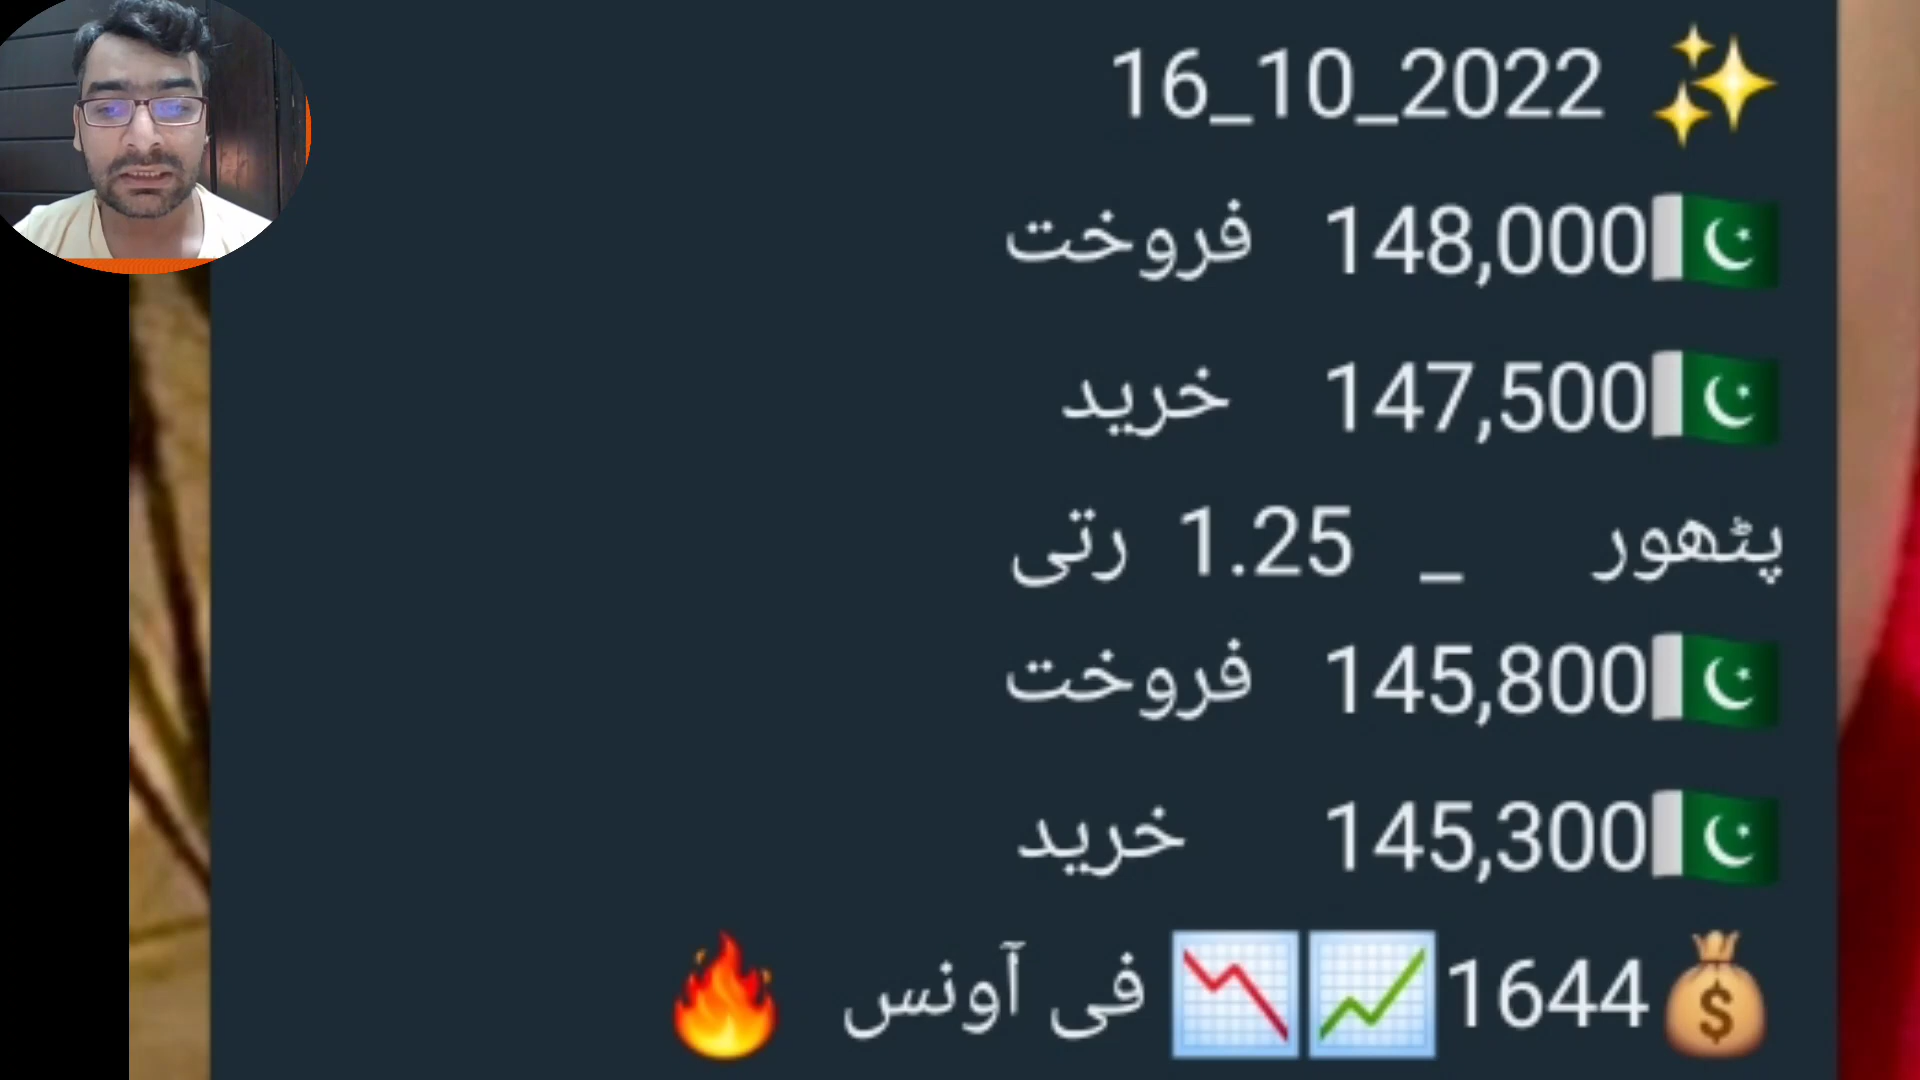 ✨ 16_10_2022
🇵🇰148,000 فروخت
🇵🇰147,500 خرید
پٹھور _ 1.25 رتی
🇵🇰145,800 فروخت
🇵🇰145,300 خرید
💰1644📈📉 فی آونس 🔥